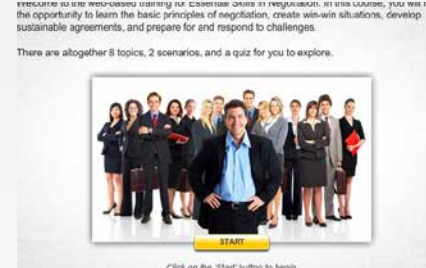 Welcome to the web-based training for Essential Skills in Negotiation. In this course, you will
the opportunity to learn the basic principles of negotiation, create win-win situations, develop
sustainable agreements, and prepare for and respond to challenges.
There are altogether 8 topics, 2 scenarios, and a quiz for you to explore.
START
Click on the 'Start' button to begin